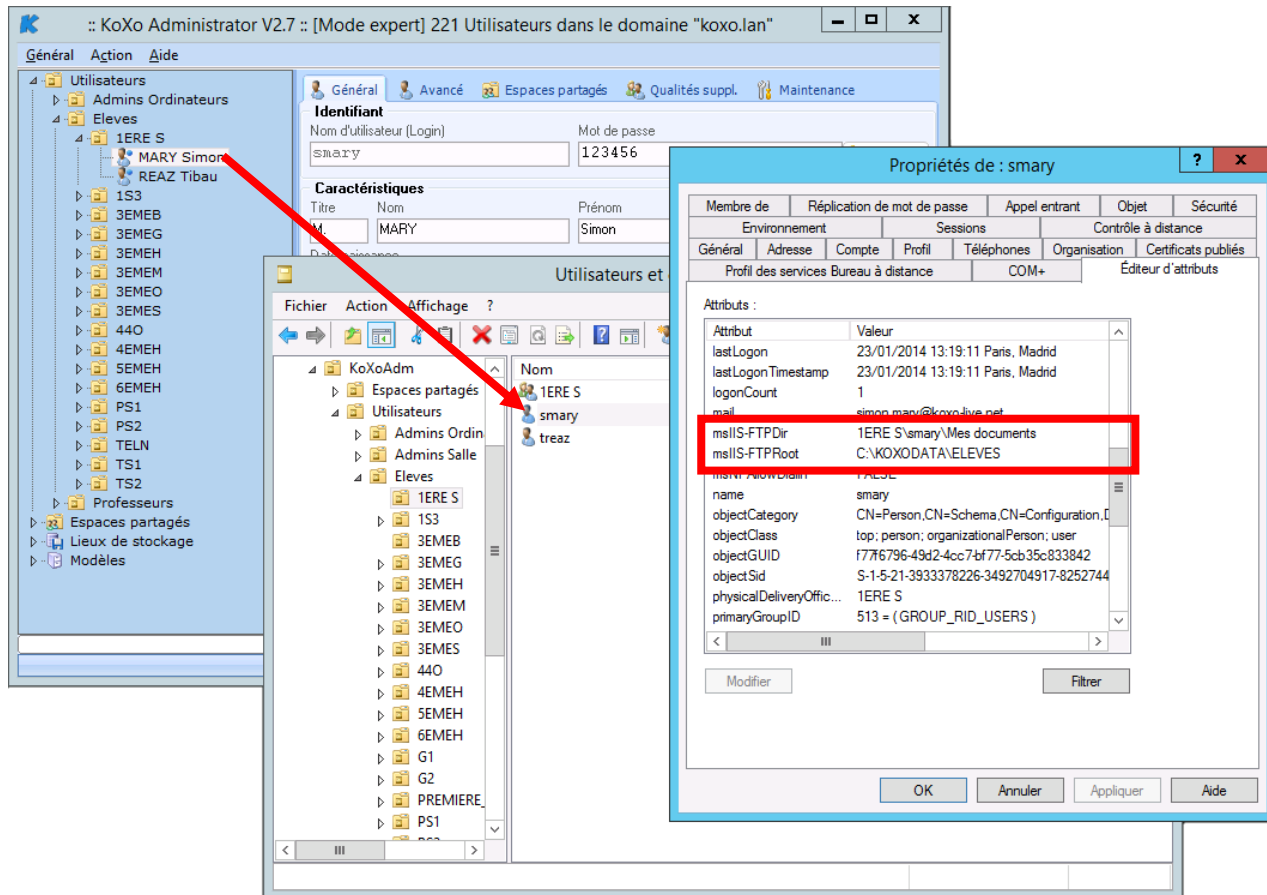 :: KoXo Administrator V2.7 :: [Mode expert] 221 Utilisateurs dans le domaine "koxo.lan"
Général Action Aide
Utilisateurs
Admins Ordinateurs
Eleves
1ERE S
MARY Simon
REAZ Tibau
1S3
3EMEB
3EMEG
3EMEH
3EMEM
3EMEO
3EMES
44O
4EMEH
5EMEH
6EMEH
PS1
PS2
TELN
TS1
TS2
Professeurs
Espaces partagés
Lieux de stockage
Modèles
Général Avancé Espaces partagés Qualités suppl. Maintenance
Identifiant
Nom d'utilisateur (Login) Mot de passe
smary 123456
Caractéristiques
Titre Nom Prénom
M. MARY Simon
Utilisateurs et
Fichier Action Affichage ?
KoXoAdm
Espaces partagés
Utilisateurs
Admins Ordin
Admins Salle
Eleves
1ERE S
1S3
3EMEB
3EMEG
3EMEH
3EMEM
3EMEO
3EMES
44O
4EMEH
5EMEH
6EMEH
G1
G2
PREMIERE_
PS1
Nom
1ERE S
smary
treaz
Propriétés de : smary
Membre de Réplication de mot de passe Appel entrant Objet Sécurité
Environnement Sessions Contrôle à distance
Général Adresse Compte Profil Téléphones Organisation Certificats publiés
Profil des services Bureau à distance COM+ Éditeur d'attributs
Attributs :
Attribut Valeur
lastLogon 23/01/2014 13:19:11 Paris, Madrid
lastLogonTimestamp 23/01/2014 13:19:11 Paris, Madrid
logonCount 1
mail simon.mary@koxo-live.net
msIIS-FTPDir 1ERE S\smary\Mes documents
msIIS-FTPRoot C:\KOXODATA\ELEVES
msNPAllowDialin FALSE
name smary
objectCategory CN=Person,CN=Schema,CN=Configuration,D
objectClass top; person; organizationalPerson; user
objectGUID f77f6796-49d2-4cc7-bf77-5cb35c833842
objectSid S-1-5-21-3933378226-3492704917-8252744
physicalDeliveryOffic... 1ERE S
primaryGroupID 513 = ( GROUP_RID_USERS )
Modifier Filtrer
OK Annuler Appliquer Aide